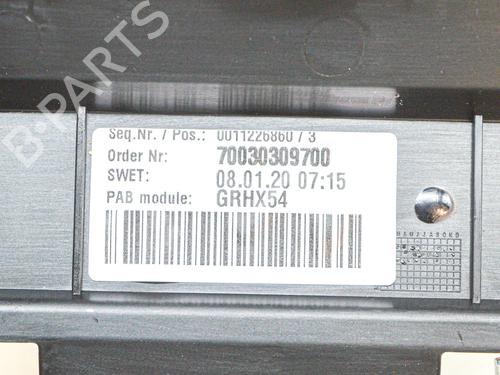 B-PARTS
Seq.Nr. / Pos.: 0011226860 / 3
Order Nr: 70030309700
SWET: 08.01.20 07:15
PAB module: GRHX54